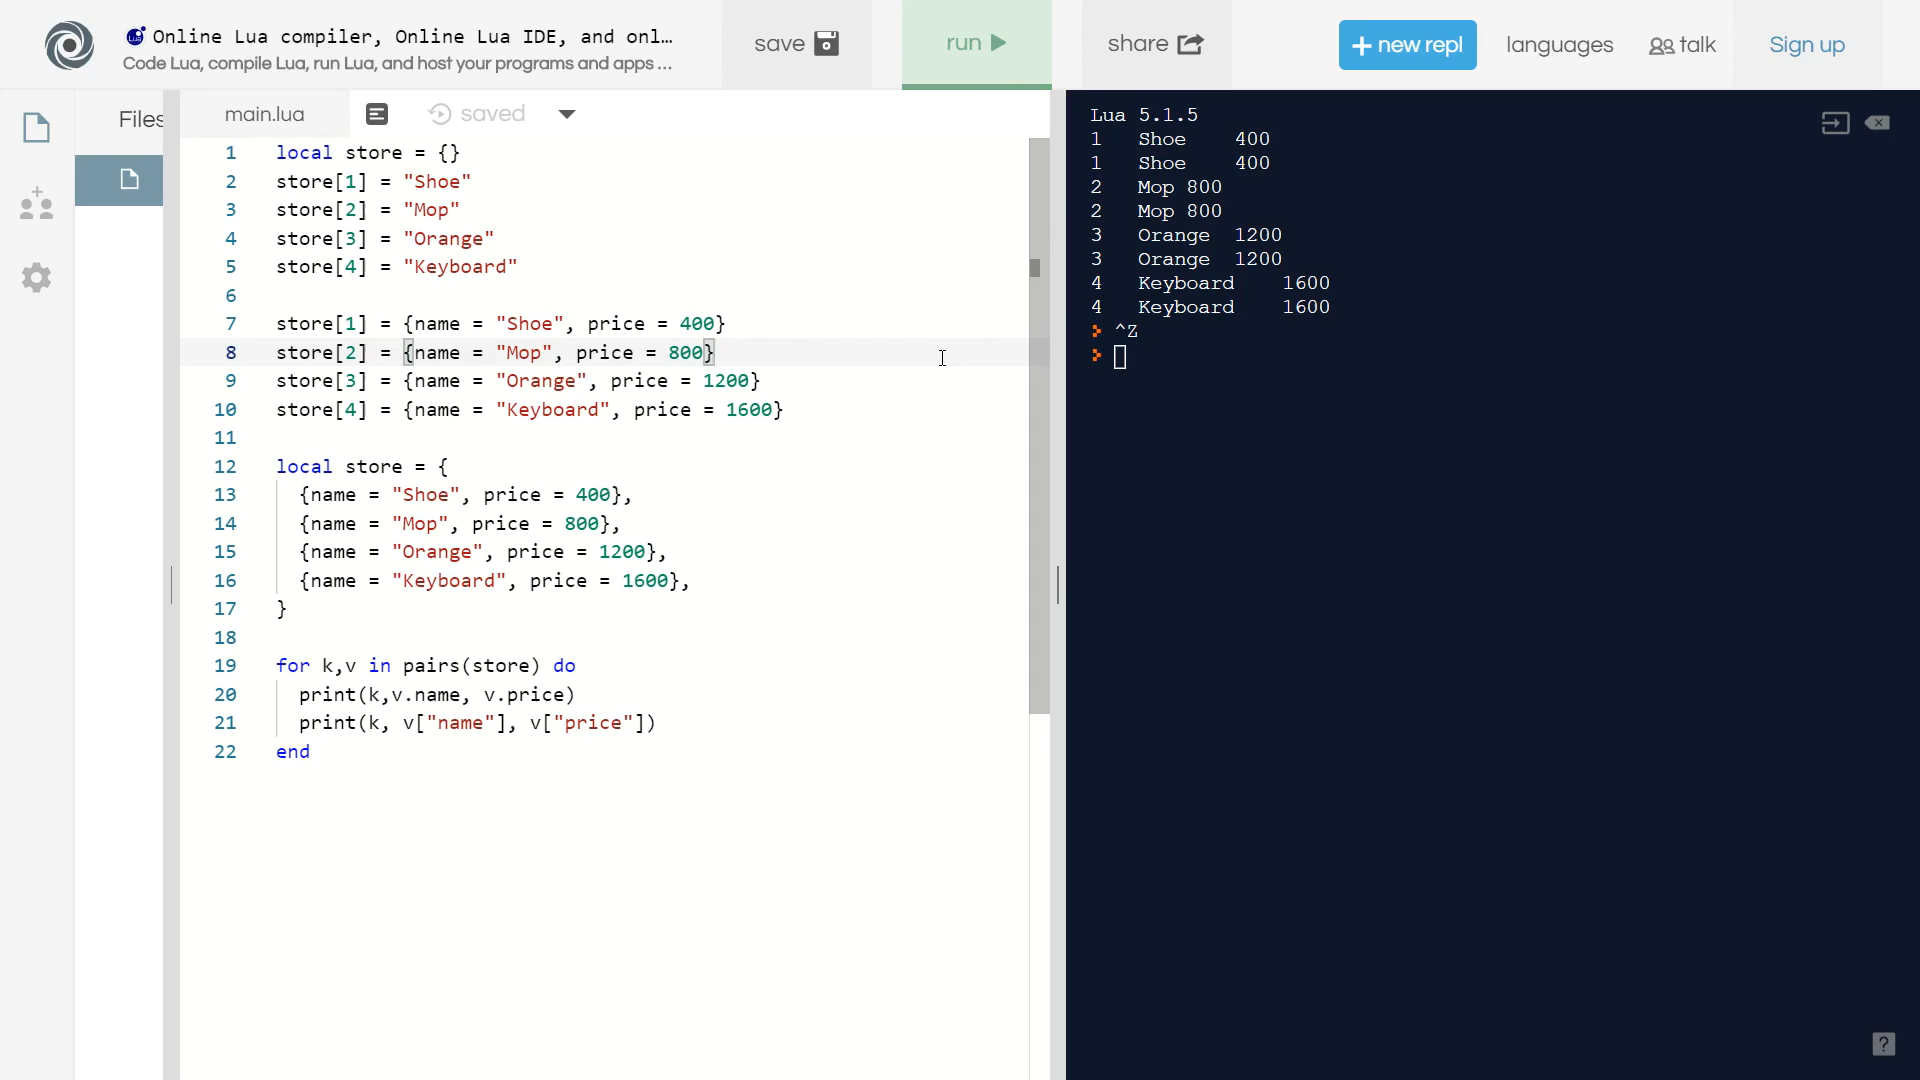 Online Lua compiler, Online Lua IDE, and onl...
Code Lua, compile Lua, run Lua, and host your programs and apps ...
save
run
share
+ new repl
languages
talk
Sign up
Files
main.lua
saved
1 local store = {}
2 store[1] = "Shoe"
3 store[2] = "Mop"
4 store[3] = "Orange"
5 store[4] = "Keyboard"
6
7 store[1] = {name = "Shoe", price = 400}
8 store[2] = {name = "Mop", price = 800}
9 store[3] = {name = "Orange", price = 1200}
10 store[4] = {name = "Keyboard", price = 1600}
11
12 local store = {
13   {name = "Shoe", price = 400},
14   {name = "Mop", price = 800},
15   {name = "Orange", price = 1200},
16   {name = "Keyboard", price = 1600},
17 }
18
19 for k,v in pairs(store) do
20   print(k,v.name, v.price)
21   print(k, v["name"], v["price"])
22 end
Lua 5.1.5
1 Shoe 400
1 Shoe 400
2 Mop 800
2 Mop 800
3 Orange 1200
3 Orange 1200
4 Keyboard 1600
4 Keyboard 1600
^Z
?